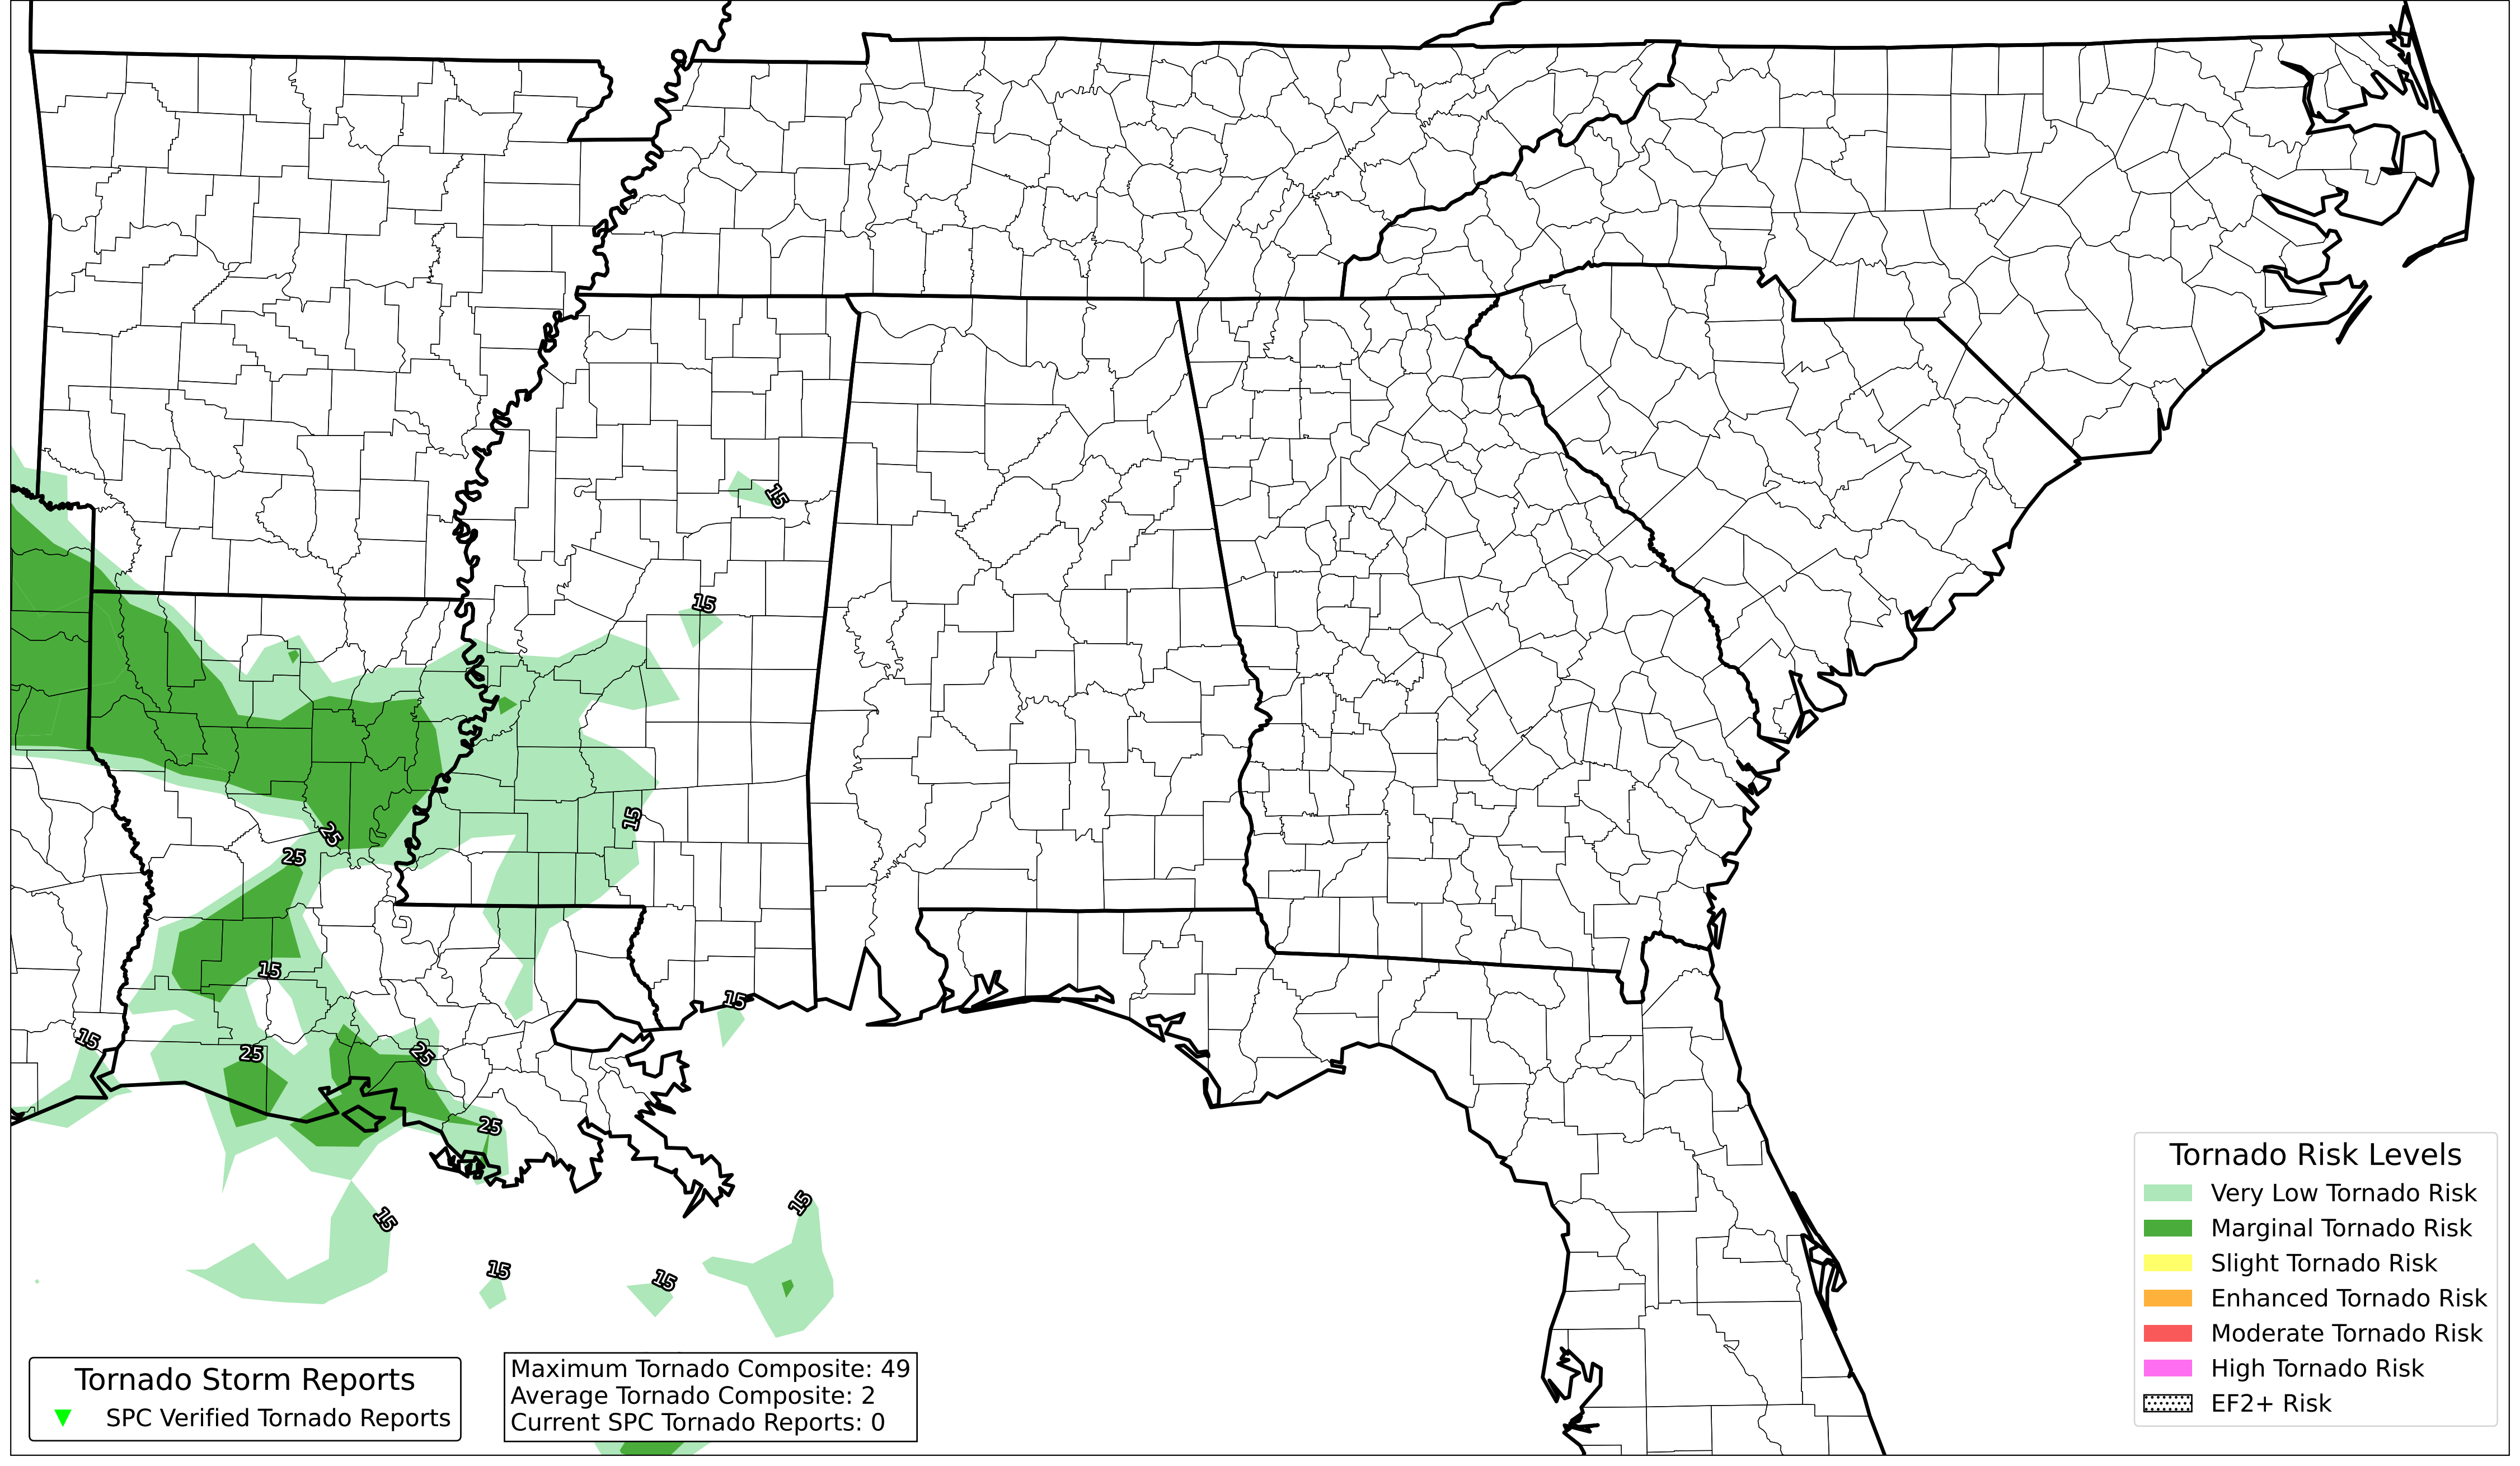 15
15
15
25
25
15
15
15
25
25
25
15
15
15
15
Tornado Risk Levels
Very Low Tornado Risk
Marginal Tornado Risk
Slight Tornado Risk
Enhanced Tornado Risk
Moderate Tornado Risk
High Tornado Risk
EF2+ Risk
Tornado Storm Reports
SPC Verified Tornado Reports
Maximum Tornado Composite: 49
Average Tornado Composite: 2
Current SPC Tornado Reports: 0